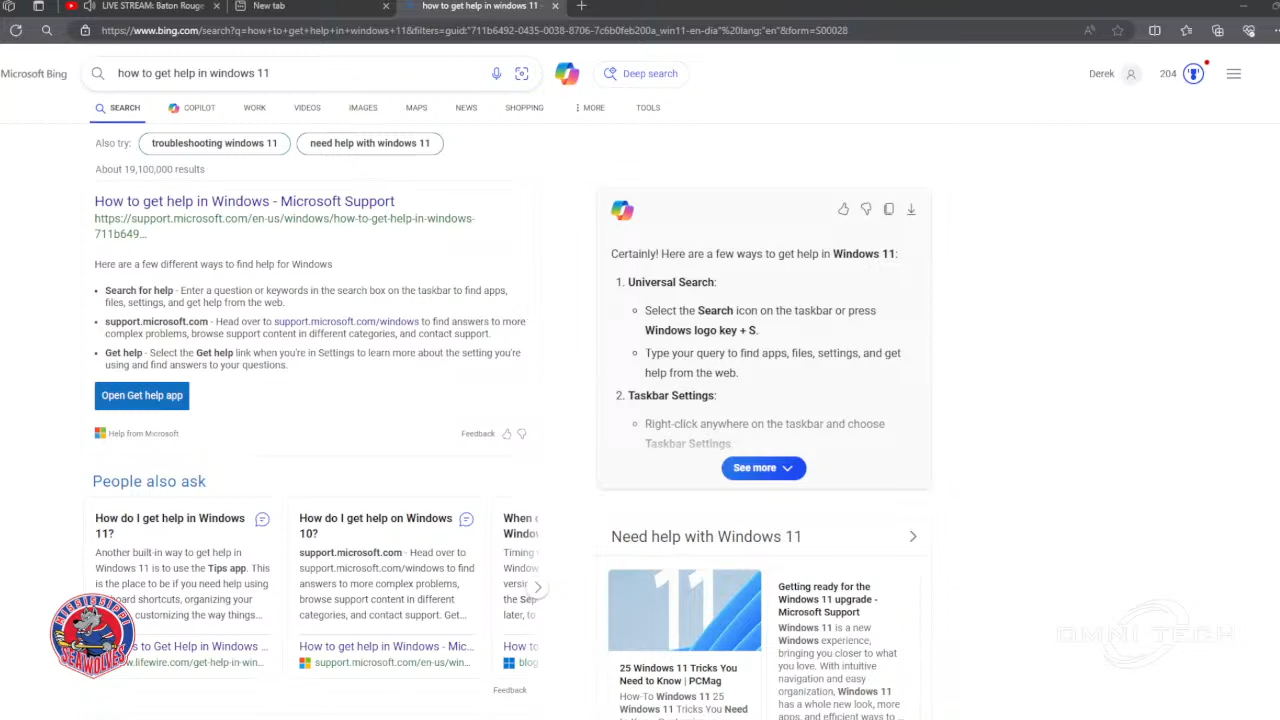 LIVE STREAM: Baton Rouge
New tab
how to get help in windows 11 -
https://www.bing.com/search?q=how+to+get+help+in+windows+11&filters=guid:"711b6492-0435-0038-8706-7c6b0feb200a_win11-en-dia"%20lang:"en"&form=S00028
Microsoft Bing
how to get help in windows 11
Deep search
Derek
204
SEARCH
COPILOT
WORK
VIDEOS
IMAGES
MAPS
NEWS
SHOPPING
MORE
TOOLS
Also try:
troubleshooting windows 11
need help with windows 11
About 19,100,000 results
How to get help in Windows - Microsoft Support
https://support.microsoft.com/en-us/windows/how-to-get-help-in-windows-
711b649...
Here are a few different ways to find help for Windows
• Search for help - Enter a question or keywords in the search box on the taskbar to find apps,
files, settings, and get help from the web.
• support.microsoft.com - Head over to support.microsoft.com/windows to find answers to more
complex problems, browse support content in different categories, and contact support.
• Get help - Select the Get help link when you're in Settings to learn more about the setting you're
using and find answers to your questions.
Open Get help app
Help from Microsoft
Feedback
People also ask
How do I get help in Windows
11?
Another built-in way to get help in
Windows 11 is to use the Tips app. This
is the place to be if you need help using
board shortcuts, organizing your
customizing the way things...
s to Get Help in Windows ...
w.lifewire.com/get-help-in-win...
How do I get help on Windows
10?
support.microsoft.com - Head over to
support.microsoft.com/windows to find
answers to more complex problems,
browse support content in different
categories, and contact support. Get...
How to get help in Windows - Mic...
support.microsoft.com/en-us/win...
When
Windo
Timing
Window
versi
the Sep
later, to
How to
blog
Feedback
Certainly! Here are a few ways to get help in Windows 11:
1. Universal Search:
Select the Search icon on the taskbar or press
Windows logo key + S.
Type your query to find apps, files, settings, and get
help from the web.
2. Taskbar Settings:
Right-click anywhere on the taskbar and choose
Taskbar Settings.
See more
Need help with Windows 11
11
25 Windows 11 Tricks You
Need to Know | PCMag
How-To Windows 11 25
Windows 11 Tricks You Need
Getting ready for the
Windows 11 upgrade -
Microsoft Support
Windows 11 is a new
Windows experience,
bringing you closer to what
you love. With intuitive
navigation and easy
organization, Windows 11
has a whole new look, more
apps, and efficient ways to ...
MISSISSIPPI
SEAWOLVES
OMNI TECH